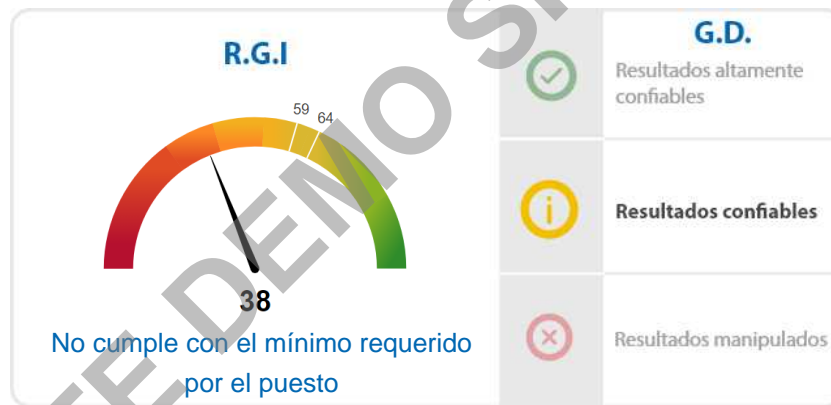 R.G.I
59
64
38
No cumple con el mínimo requerido
por el puesto
G.D.
Resultados altamente
confiables
Resultados confiables
Resultados manipulados
DEMO